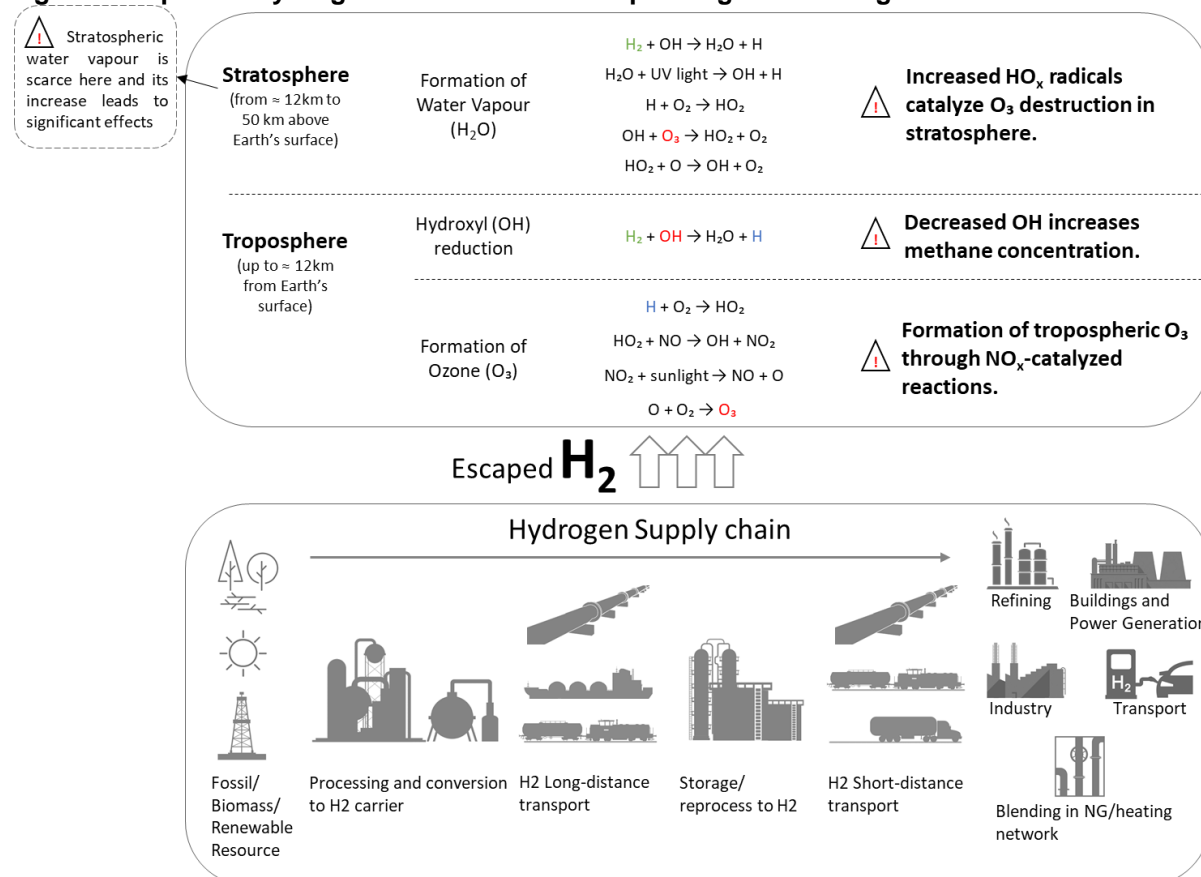 ! Stratospheric
water vapour is
scarce here and its
increase leads to
significant effects
Stratosphere
(from ≈ 12km to
50 km above
Earth's surface)
Formation of
Water Vapour
(H₂O)
H₂ + OH → H₂O + H
H₂O + UV light → OH + H
H + O₂ → HO₂
OH + O₃ → HO₂ + O₂
HO₂ + O → OH + O₂
!
Increased HOₓ radicals
catalyze O₃ destruction in
stratosphere.
Troposphere
(up to ≈ 12km
from Earth's
surface)
Hydroxyl (OH)
reduction
H₂ + OH → H₂O + H
!
Decreased OH increases
methane concentration.
Formation of
Ozone (O₃)
H + O₂ → HO₂
HO₂ + NO → OH + NO₂
NO₂ + sunlight → NO + O
O + O₂ → O₃
!
Formation of tropospheric O₃
through NOₓ-catalyzed
reactions.
Escaped H₂
Hydrogen Supply chain
Fossil/
Biomass/
Renewable
Resource
Processing and conversion
to H2 carrier
H2 Long-distance
transport
Storage/
reprocess to H2
H2 Short-distance
transport
Refining
Buildings and
Power Generation
Industry
H₂
Transport
Blending in NG/heating
network